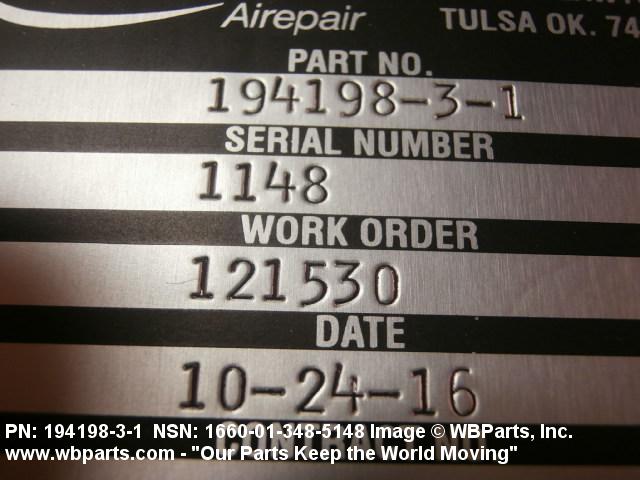 Airepair
TULSA OK. 74
PART NO.
194198-3-1
SERIAL NUMBER
1148
WORK ORDER
121530
DATE
10-24-16
PN: 194198-3-1 NSN: 1660-01-348-5148 Image © WBParts, Inc.
www.wbparts.com - "Our Parts Keep the World Moving"